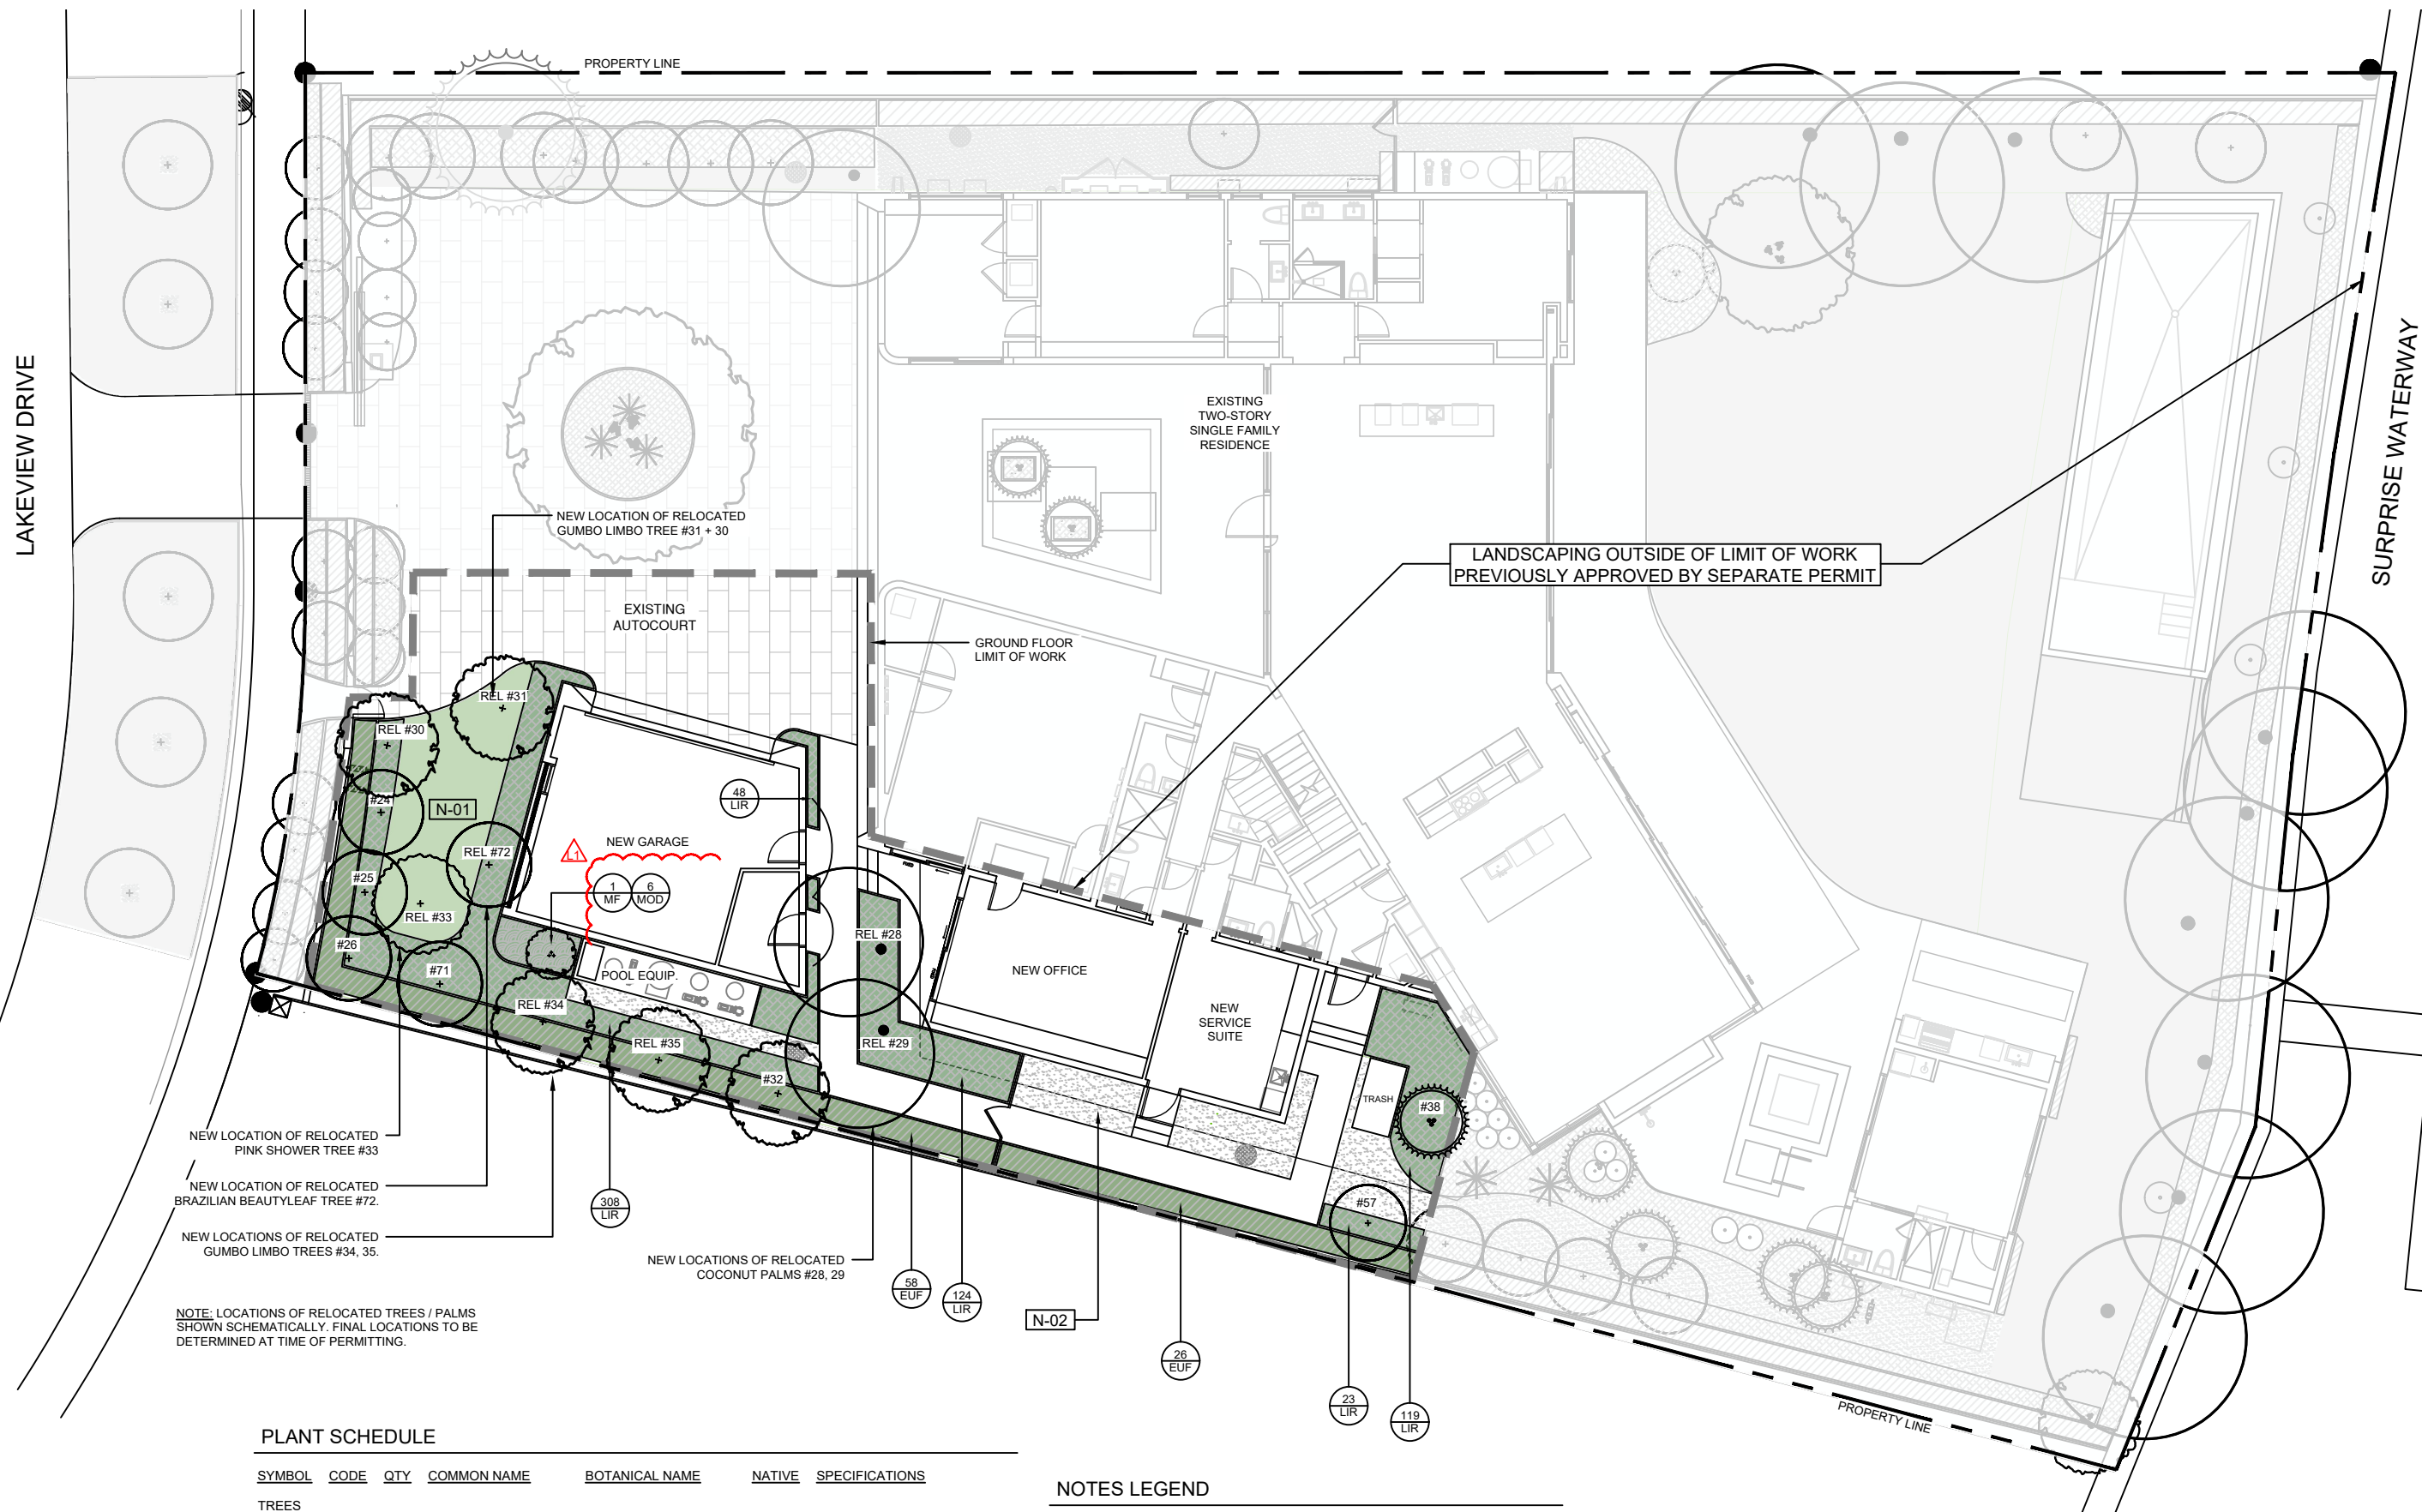 PROPERTY LINE
LAKEVIEW DRIVE
SURPRISE WATERWAY
EXISTING
TWO-STORY
SINGLE FAMILY
RESIDENCE
NEW LOCATION OF RELOCATED
GUMBO LIMBO TREE #31 + 30
LANDSCAPING OUTSIDE OF LIMIT OF WORK
PREVIOUSLY APPROVED BY SEPARATE PERMIT
EXISTING
AUTOCOURT
GROUND FLOOR
LIMIT OF WORK
REL #31
REL #30
#24
N-01
48
LIR
NEW GARAGE
L1
REL #72
#25
1
MF
6
MOD
REL #33
REL #28
#26
#71
POOL EQUIP.
NEW OFFICE
REL #34
NEW
SERVICE
SUITE
REL #35
REL #29
#32
TRASH
#38
NEW LOCATION OF RELOCATED
PINK SHOWER TREE #33
NEW LOCATION OF RELOCATED
BRAZILIAN BEAUTYLEAF TREE #72.
308
LIR
#57
NEW LOCATIONS OF RELOCATED
GUMBO LIMBO TREES #34, 35.
NEW LOCATIONS OF RELOCATED
COCONUT PALMS #28, 29
58
EUF
124
LIR
N-02
26
EUF
23
LIR
119
LIR
NOTE: LOCATIONS OF RELOCATED TREES / PALMS
SHOWN SCHEMATICALLY. FINAL LOCATIONS TO BE
DETERMINED AT TIME OF PERMITTING.
PROPERTY LINE
PLANT SCHEDULE
SYMBOL CODE QTY COMMON NAME BOTANICAL NAME NATIVE SPECIFICATIONS
TREES
NOTES LEGEND